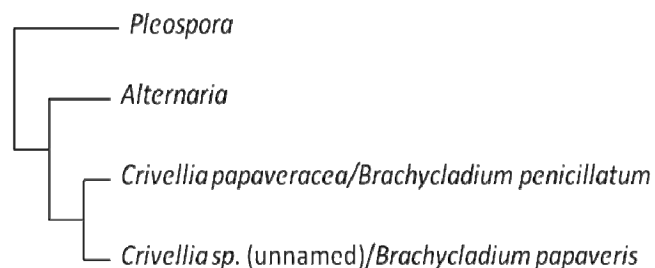 Pleospora
Alternaria
Crivellia papaveracea/Brachycladium penicillatum
Crivellia sp. (unnamed)/Brachycladium papaveris